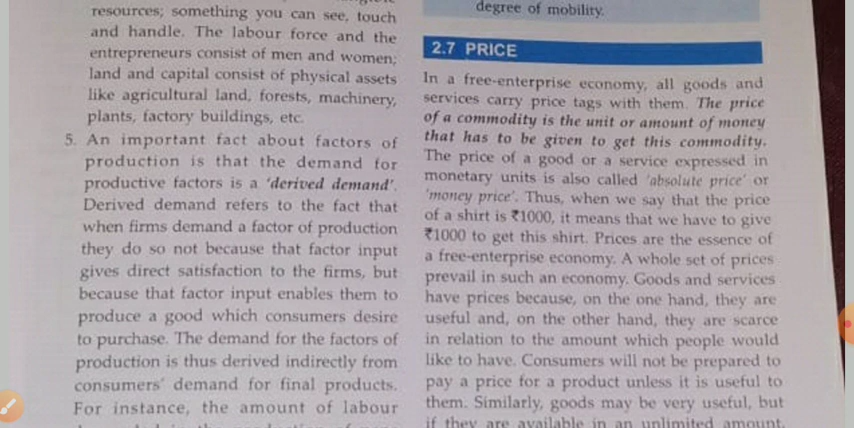 resources; something you can see, touch
and handle. The labour force and the
entrepreneurs consist of men and women;
land and capital consist of physical assets
like agricultural land, forests, machinery,
plants, factory buildings, etc.
5. An important fact about factors of
production is that the demand for
productive factors is a 'derived demand'.
Derived demand refers to the fact that
when firms demand a factor of production
they do so not because that factor input
gives direct satisfaction to the firms, but
because that factor input enables them to
produce a good which consumers desire
to purchase. The demand for the factors of
production is thus derived indirectly from
consumers' demand for final products.
For instance, the amount of labour
degree of mobility.
2.7 PRICE
In a free-enterprise economy, all goods and
services carry price tags with them. The price
of a commodity is the unit or amount of money
that has to be given to get this commodity.
The price of a good or a service expressed in
monetary units is also called 'absolute price' or
'money price'. Thus, when we say that the price
of a shirt is ₹1000, it means that we have to give
₹1000 to get this shirt. Prices are the essence of
a free-enterprise economy. A whole set of prices
prevail in such an economy. Goods and services
have prices because, on the one hand, they are
useful and, on the other hand, they are scarce
in relation to the amount which people would
like to have. Consumers will not be prepared to
pay a price for a product unless it is useful to
them. Similarly, goods may be very useful, but
if they are available in an unlimited amount,